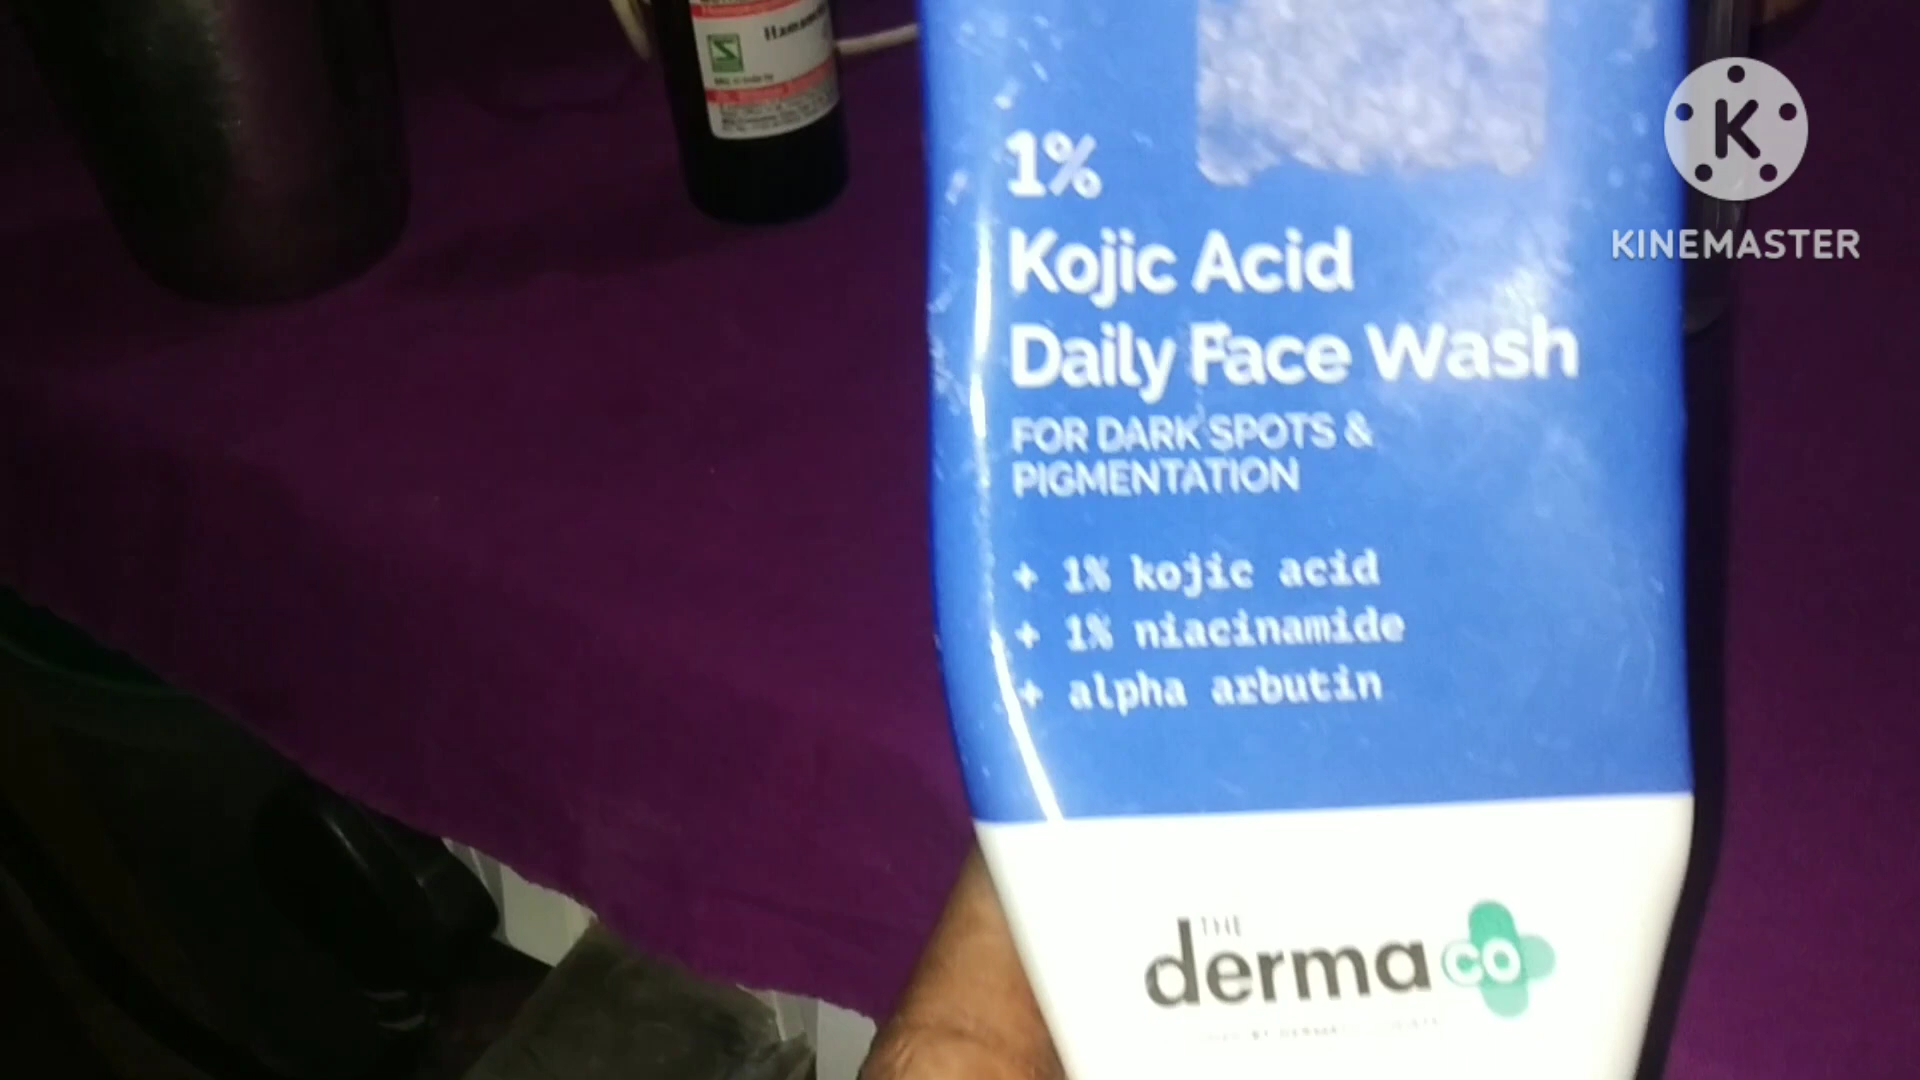 1%
Kojic Acid
Daily Face Wash
FOR DARK SPOTS &
PIGMENTATION
+ 1% kojic acid
+ 1% niacinamide
+ alpha arbutin
THE
derma co
KINEMASTER